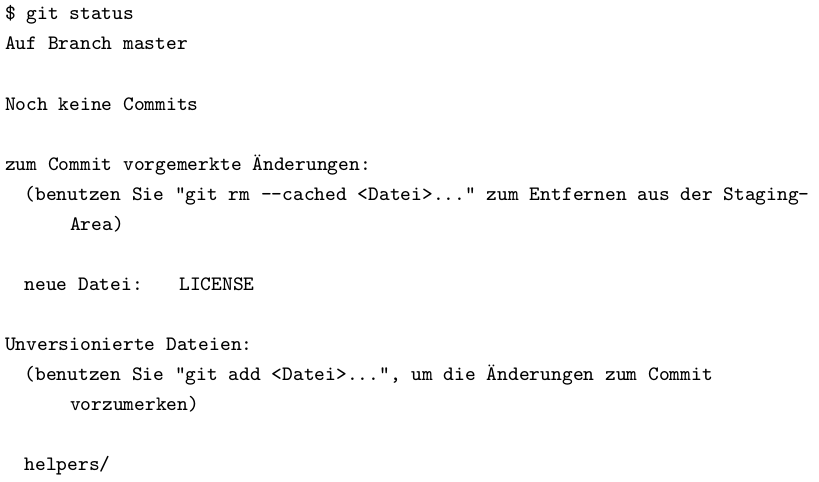 $ git status
Auf Branch master
Noch keine Commits
zum Commit vorgemerkte Änderungen:
(benutzen Sie "git rm --cached <Datei>..." zum Entfernen aus der Staging-
Area)
neue Datei: LICENSE
Unversionierte Dateien:
(benutzen Sie "git add <Datei>...", um die Änderungen zum Commit
vorzumerken)
helpers/